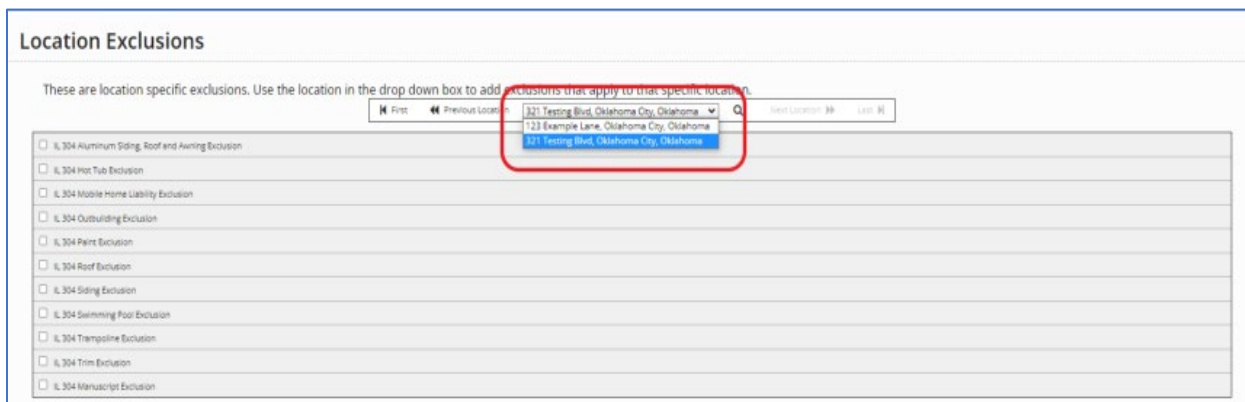 Location Exclusions
These are location specific exclusions. Use the location in the drop down box to add exclusions that apply to that specific location.
First Previous Location 321 Testing Blvd, Oklahoma City, Oklahoma Next Location Last
123 Example Lane, Oklahoma City, Oklahoma
321 Testing Blvd, Oklahoma City, Oklahoma
IL 304 Aluminum Siding, Roof and Awning Exclusion
IL 304 Hot Tub Exclusion
IL 304 Mobile Home Liability Exclusion
IL 304 Outbuilding Exclusion
IL 304 Paint Exclusion
IL 304 Roof Exclusion
IL 304 Siding Exclusion
IL 304 Swimming Pool Exclusion
IL 304 Trampoline Exclusion
IL 304 Trim Exclusion
IL 304 Manuscript Exclusion